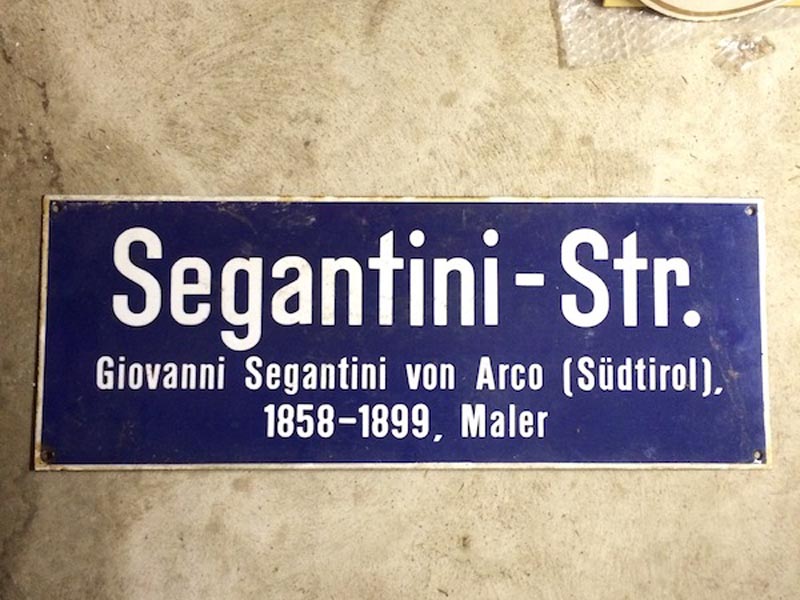 Segantini-Str.
Giovanni Segantini von Arco (Südtirol),
1858-1899, Maler